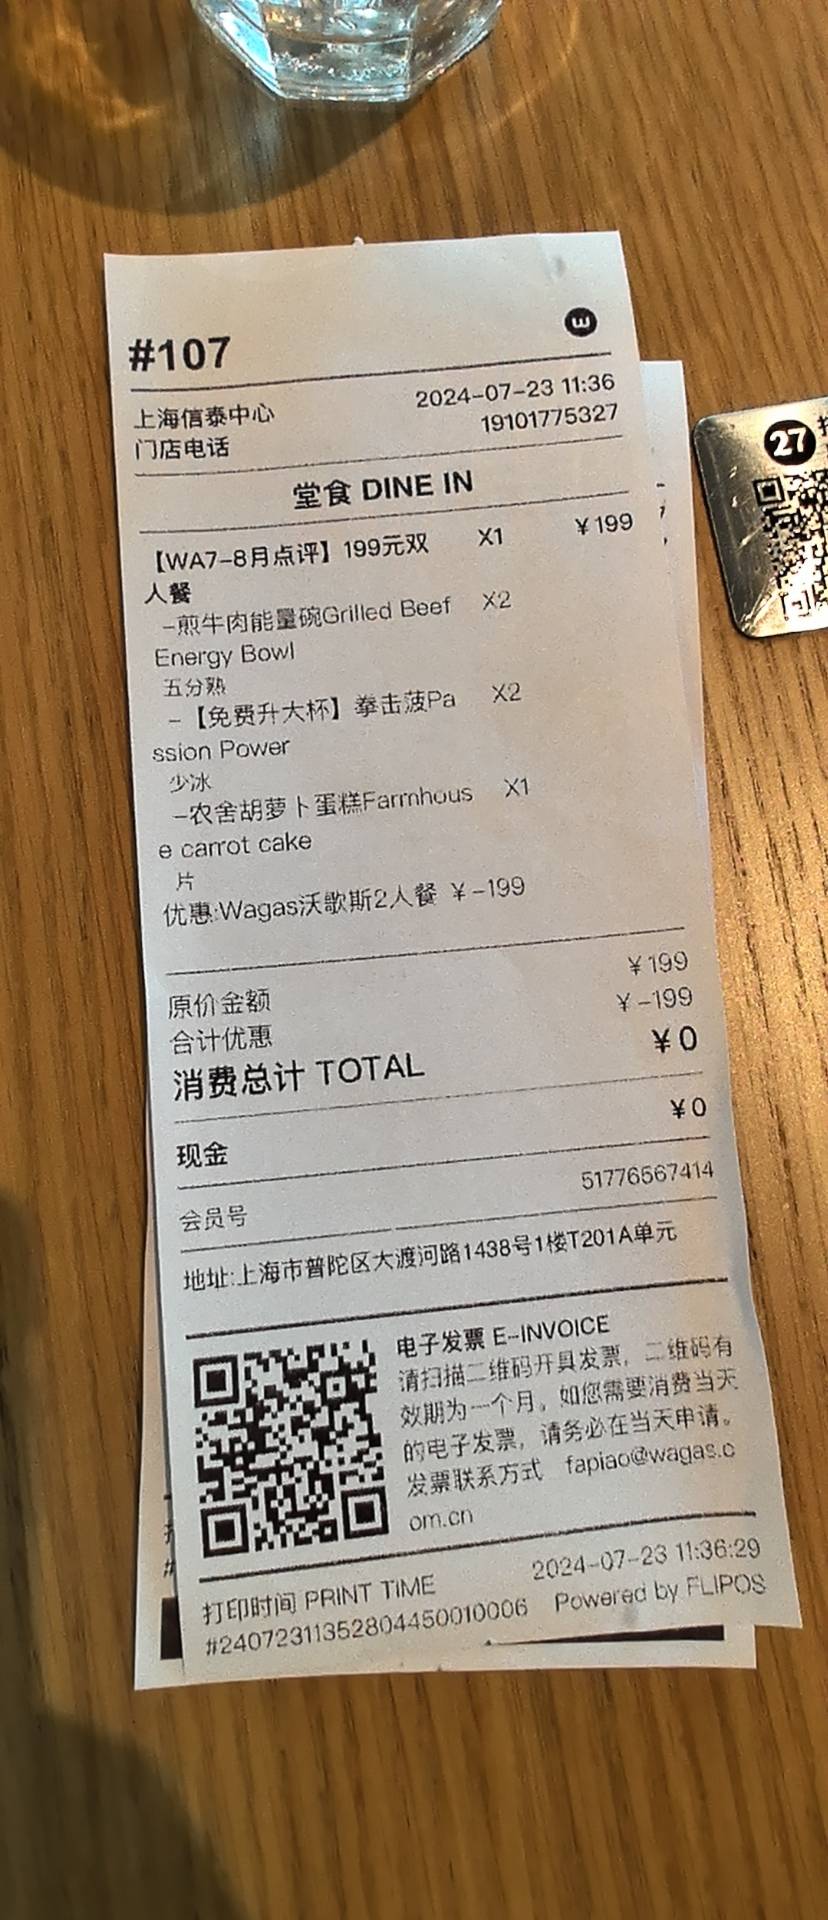 #107
上海信泰中心 2024-07-23 11:36
门店电话 19101775327
堂食 DINE IN
【WA7-8月点评】199元双 X1 ¥199
人餐
-煎牛肉能量碗Grilled Beef X2
Energy Bowl
五分熟
-【免费升大杯】拳击菠Pa X2
ssion Power
少冰
-农舍胡萝卜蛋糕Farmhous X1
e carrot cake
片
优惠:Wagas沃歌斯2人餐 ¥-199
原价金额 ¥199
合计优惠 ¥-199
消费总计 TOTAL ¥0
现金 ¥0
会员号 51776567414
地址:上海市普陀区大渡河路1438号1楼T201A单元
电子发票 E-INVOICE
请扫描二维码开具发票，二维码有
效期为一个月。如您需要消费当天
的电子发票，请务必在当天申请。
发票联系方式 fapiao@wagas.c
om.cn
打印时间 PRINT TIME 2024-07-23 11:36:29
#24072311352804450010006 Powered by FLIPOS
27